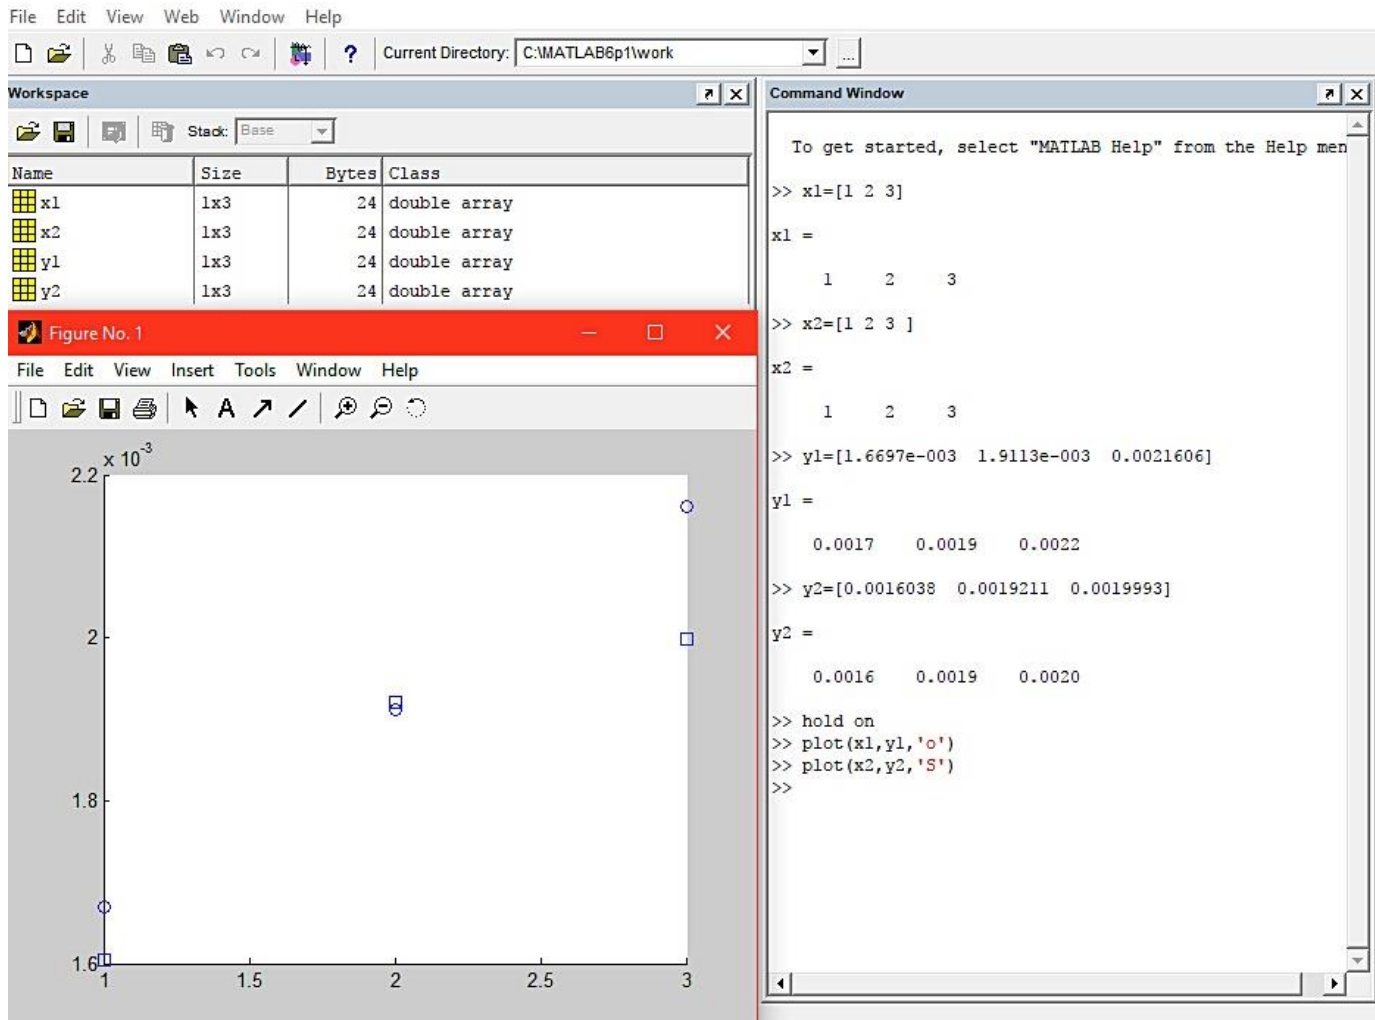 File Edit View Web Window Help
Current Directory: C:\MATLAB6p1\work ...
Workspace
Stack: Base
Name Size Bytes Class
x1 1x3 24 double array
x2 1x3 24 double array
y1 1x3 24 double array
y2 1x3 24 double array
Figure No. 1
File Edit View Insert Tools Window Help
x 10-3
2.2
2
1.8
1.6
1 1.5 2 2.5 3
Command Window
To get started, select "MATLAB Help" from the Help men
>> x1=[1 2 3]
x1 =
1 2 3
>> x2=[1 2 3 ]
x2 =
1 2 3
>> y1=[1.6697e-003 1.9113e-003 0.0021606]
y1 =
0.0017 0.0019 0.0022
>> y2=[0.0016038 0.0019211 0.0019993]
y2 =
0.0016 0.0019 0.0020
>> hold on
>> plot(x1,y1,'o')
>> plot(x2,y2,'S')
>>